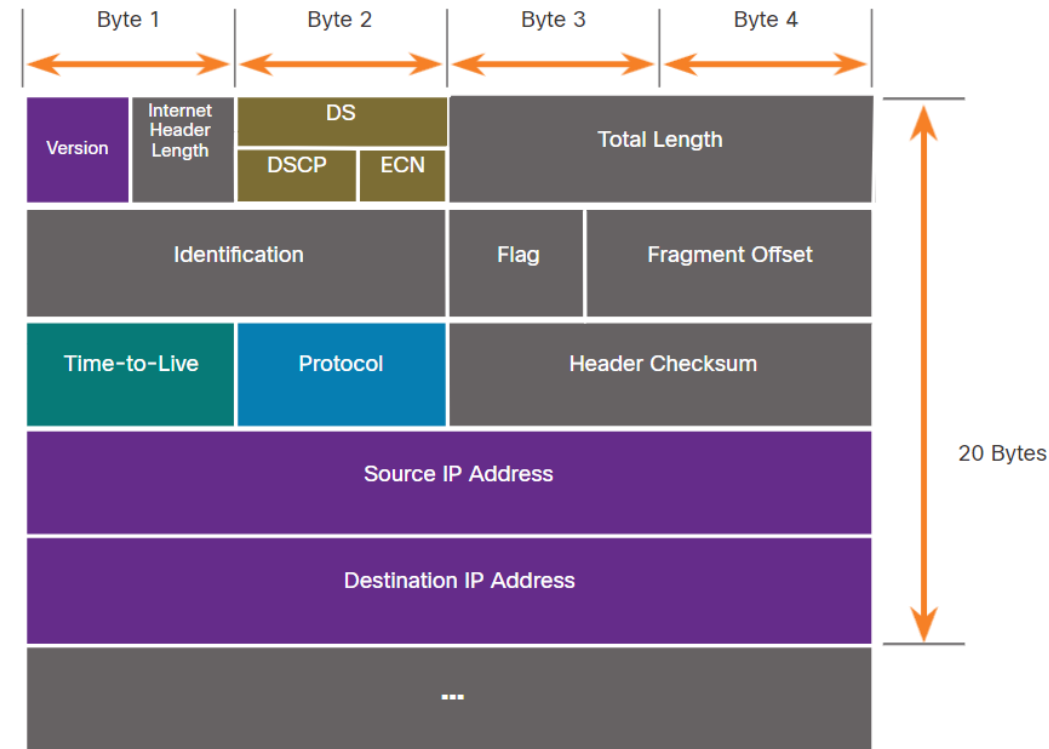 Byte 1
Byte 2
Byte 3
Byte 4
Version
Internet
Header
Length
DS
DSCP
ECN
Total Length
Identification
Flag
Fragment Offset
Time-to-Live
Protocol
Header Checksum
Source IP Address
20 Bytes
Destination IP Address
...